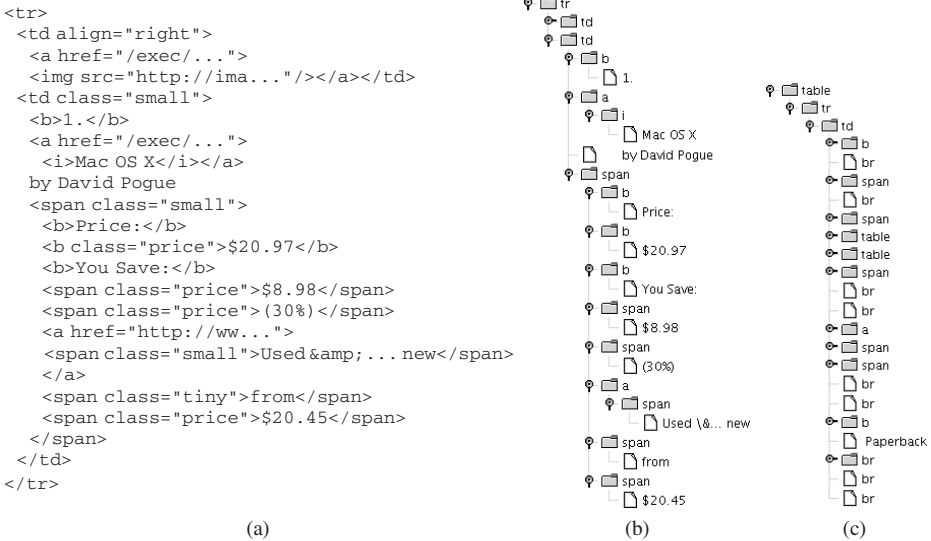 <tr>
<td align="right">
<a href="/exec/...">
<img src="http://ima..."/></a></td>
<td class="small">
<b>1.</b>
<a href="/exec/...">
<i>Mac OS X</i></a>
by David Pogue
<span class="small">
<b>Price:</b>
<b class="price">$20.97</b>
<b>You Save:</b>
<span class="price">$8.98</span>
<span class="price">(30%)</span>
<a href="http://ww...">
<span class="small">Used &amp;... new</span>
</a>
<span class="tiny">from</span>
<span class="price">$20.45</span>
</span>
</td>
</tr>
(a)
tr
td
td
b
1.
a
i
Mac OS X
by David Pogue
span
b
Price:
b
$20.97
b
You Save:
span
$8.98
span
(30%)
a
span
Used \&... new
span
from
span
$20.45
(b)
table
tr
td
b
br
span
br
span
table
table
span
br
br
a
span
span
br
br
b
Paperback
br
br
br
(c)